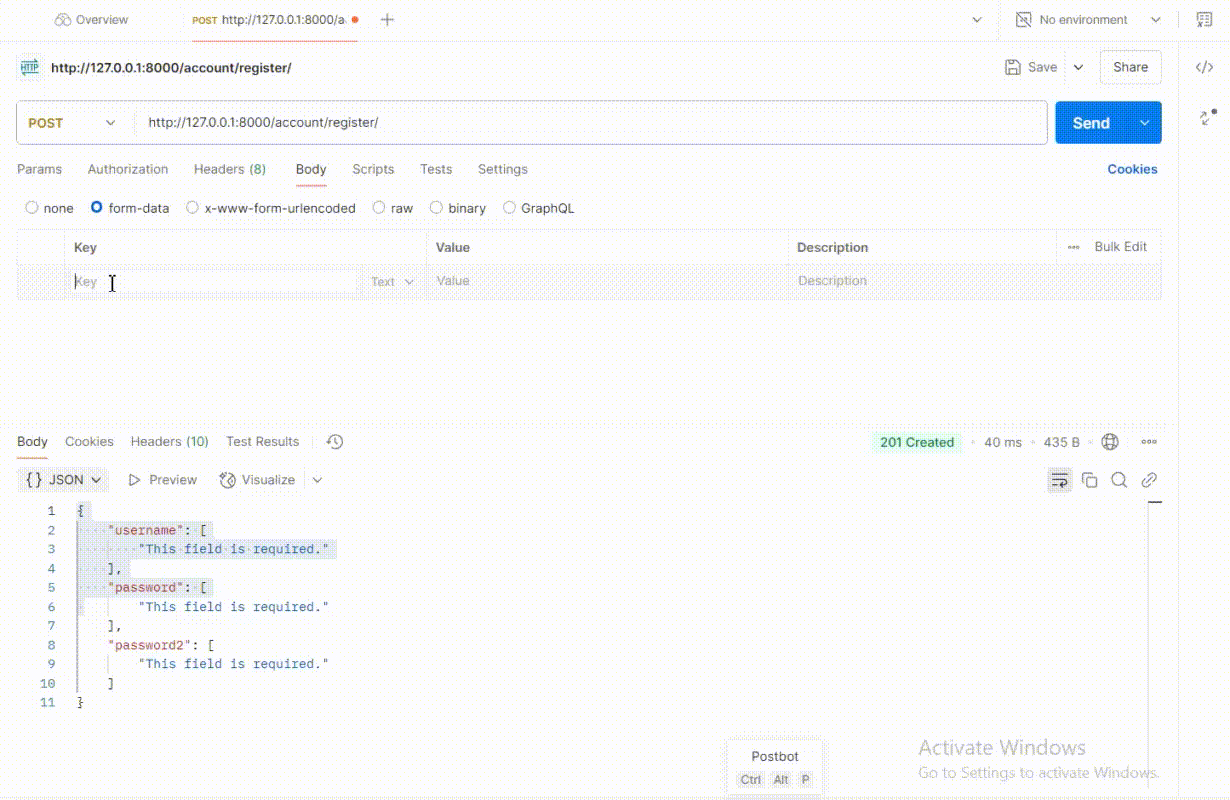 Overview POST http://127.0.0.1:8000/a No environment
HTTP http://127.0.0.1:8000/account/register/ Save Share
POST http://127.0.0.1:8000/account/register/ Send
Params Authorization Headers (8) Body Scripts Tests Settings Cookies
none form-data x-www-form-urlencoded raw binary GraphQL
Key Value Description Bulk Edit
Key Text Value Description
Body Cookies Headers (10) Test Results 201 Created 40 ms 435 B
{} JSON Preview Visualize
1 {
2 "username": [
3 "This field is required."
4 ],
5 "password": [
6 "This field is required."
7 ],
8 "password2": [
9 "This field is required."
10 ]
11 }
Postbot
Ctrl Alt P
Activate Windows
Go to Settings to activate Windows.